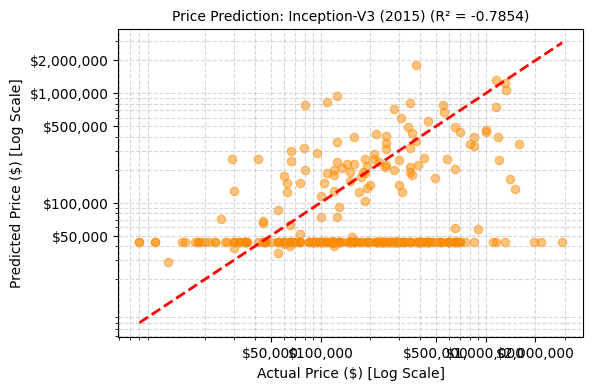 Price Prediction: Inception-V3 (2015) (R² = -0.7854)
Predicted Price ($) [Log Scale]
$2,000,000
$1,000,000
$500,000
$100,000
$50,000
$50,000 $100,000 $500,000 $1,000,000 $2,000,000
Actual Price ($) [Log Scale]